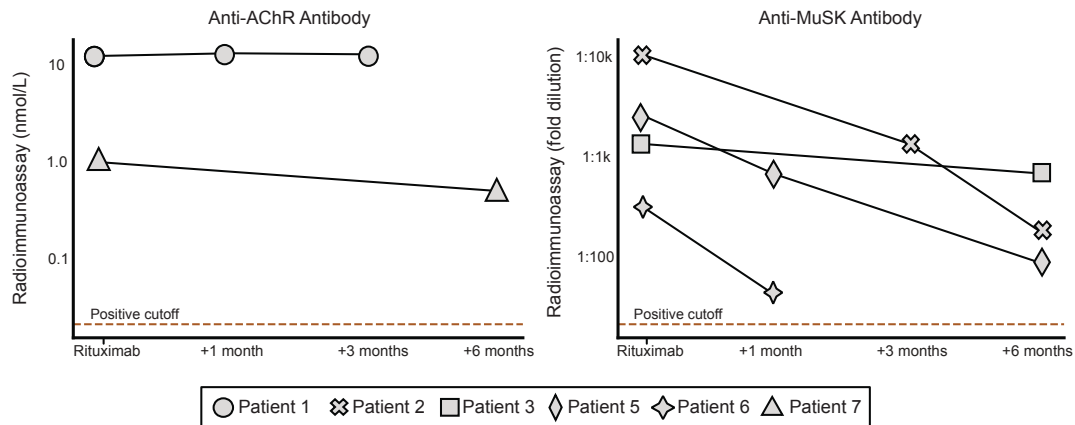 Anti-AChR Antibody
Radioimmunoassay (nmol/L)
10
1.0
0.1
Positive cutoff
Rituximab +1 month +3 months +6 months
Anti-MuSK Antibody
Radioimmunoassay (fold dilution)
1:10k
1:1k
1:100
Positive cutoff
Rituximab +1 month +3 months +6 months
Patient 1 Patient 2 Patient 3 Patient 5 Patient 6 Patient 7